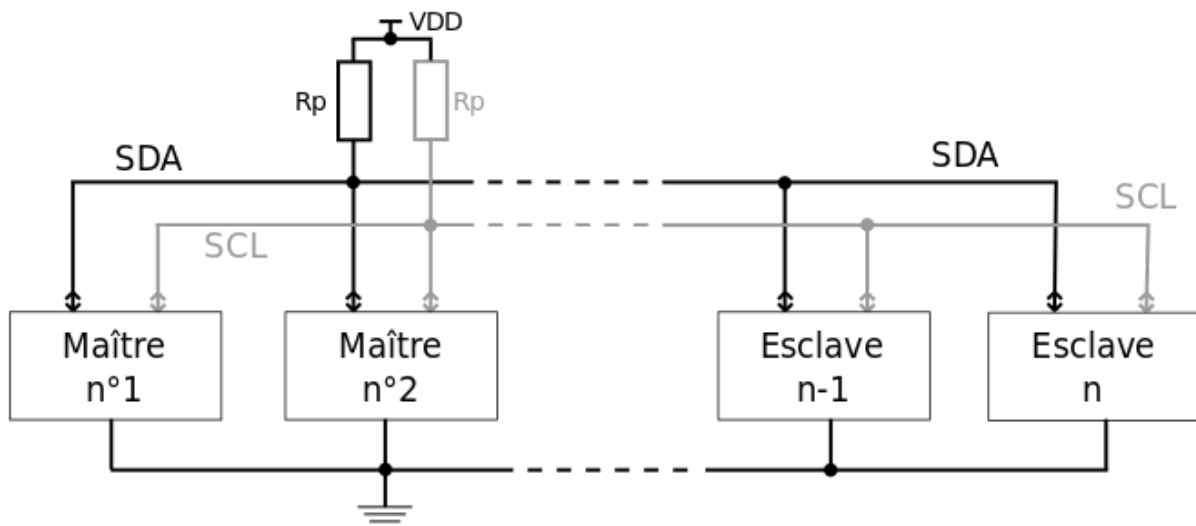 VDD
Rp
Rp
SDA
SDA
SCL
SCL
Maître
n°1
Maître
n°2
Esclave
n-1
Esclave
n